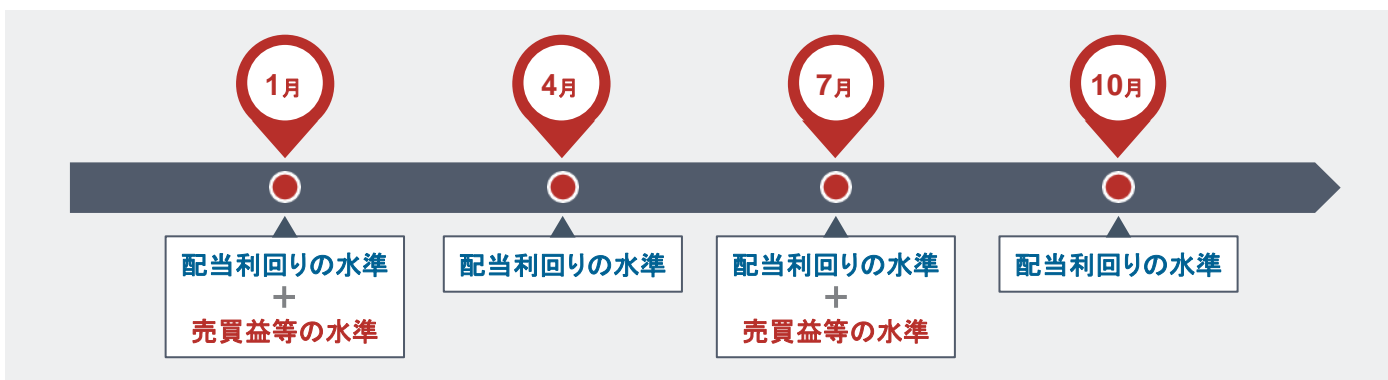 1月
4月
7月
10月
配当利回りの水準
+
売買益等の水準
配当利回りの水準
配当利回りの水準
+
売買益等の水準
配当利回りの水準